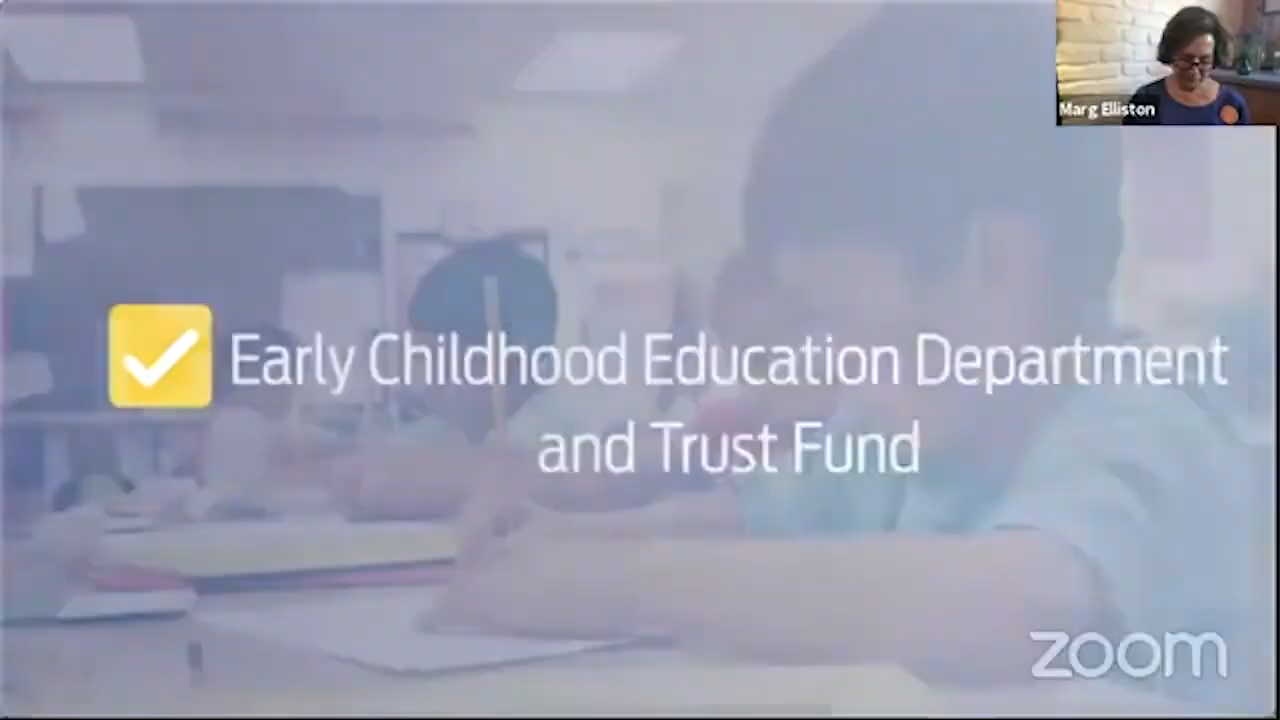 Marg Elliston
Early Childhood Education Department
and Trust Fund
zoom